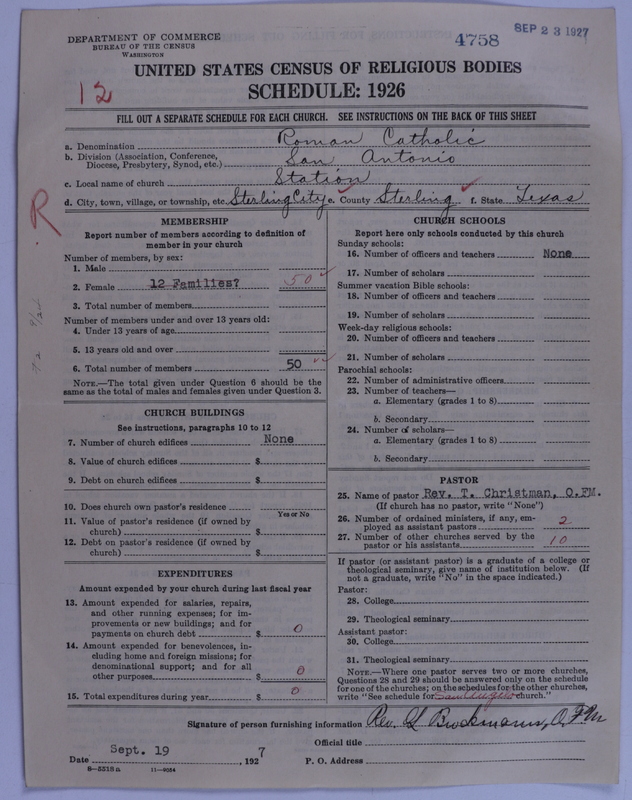 DEPARTMENT OF COMMERCE
BUREAU OF THE CENSUS
WASHINGTON
4758
SEP 23 1927
12
UNITED STATES CENSUS OF RELIGIOUS BODIES
SCHEDULE: 1926
FILL OUT A SEPARATE SCHEDULE FOR EACH CHURCH. SEE INSTRUCTIONS ON THE BACK OF THIS SHEET
a. Denomination Roman Catholic
b. Division (Association, Conference, Diocese, Presbytery, Synod, etc.) San Antonio
c. Local name of church Station
d. City, town, village, or township, etc. Sterling City e. County Sterling f. State Texas
R
MEMBERSHIP
Report number of members according to definition of
member in your church
Number of members, by sex:
1. Male
2. Female 12 Families? 50
3. Total number of members
Number of members under and over 13 years old:
4. Under 13 years of age
5. 13 years old and over
6. Total number of members 50
NOTE.—The total given under Question 6 should be the
same as the total of males and females given under Question 3.
CHURCH BUILDINGS
See instructions, paragraphs 10 to 12
7. Number of church edifices None
8. Value of church edifices $
9. Debt on church edifices $
10. Does church own pastor's residence
Yes or No
11. Value of pastor's residence (if owned by
church) $
12. Debt on pastor's residence (if owned by
church) $
EXPENDITURES
Amount expended by your church during last fiscal year
13. Amount expended for salaries, repairs,
and other running expenses; for im-
provements or new buildings; and for
payments on church debt $ 0
14. Amount expended for benevolences, in-
cluding home and foreign missions; for
denominational support; and for all
other purposes $ 0
15. Total expenditures during year $ 0
CHURCH SCHOOLS
Report here only schools conducted by this church
Sunday schools:
16. Number of officers and teachers None
17. Number of scholars
Summer vacation Bible schools:
18. Number of officers and teachers
19. Number of scholars
Week-day religious schools:
20. Number of officers and teachers
21. Number of scholars
Parochial schools:
22. Number of administrative officers
23. Number of teachers—
a. Elementary (grades 1 to 8)
b. Secondary
24. Number of scholars—
a. Elementary (grades 1 to 8)
b. Secondary
PASTOR
25. Name of pastor Rev. T. Christman, O.FM.
(If church has no pastor, write "None")
26. Number of ordained ministers, if any, em-
ployed as assistant pastors 2
27. Number of other churches served by the
pastor or his assistants 10
If pastor (or assistant pastor) is a graduate of a college or
theological seminary, give name of institution below. (If
not a graduate, write "No" in the space indicated.)
Pastor:
28. College
29. Theological seminary
Assistant pastor:
30. College
31. Theological seminary
NOTE.—Where one pastor serves two or more churches,
Questions 28 and 29 should be answered only on the schedule
for one of the churches; on the schedules for the other churches,
write "See schedule for San Angelo church."
Signature of person furnishing information Rev. L Brockmann, O.F.M
Official title
Date Sept. 19, 1927 P. O. Address
8—5518 a 11—9034